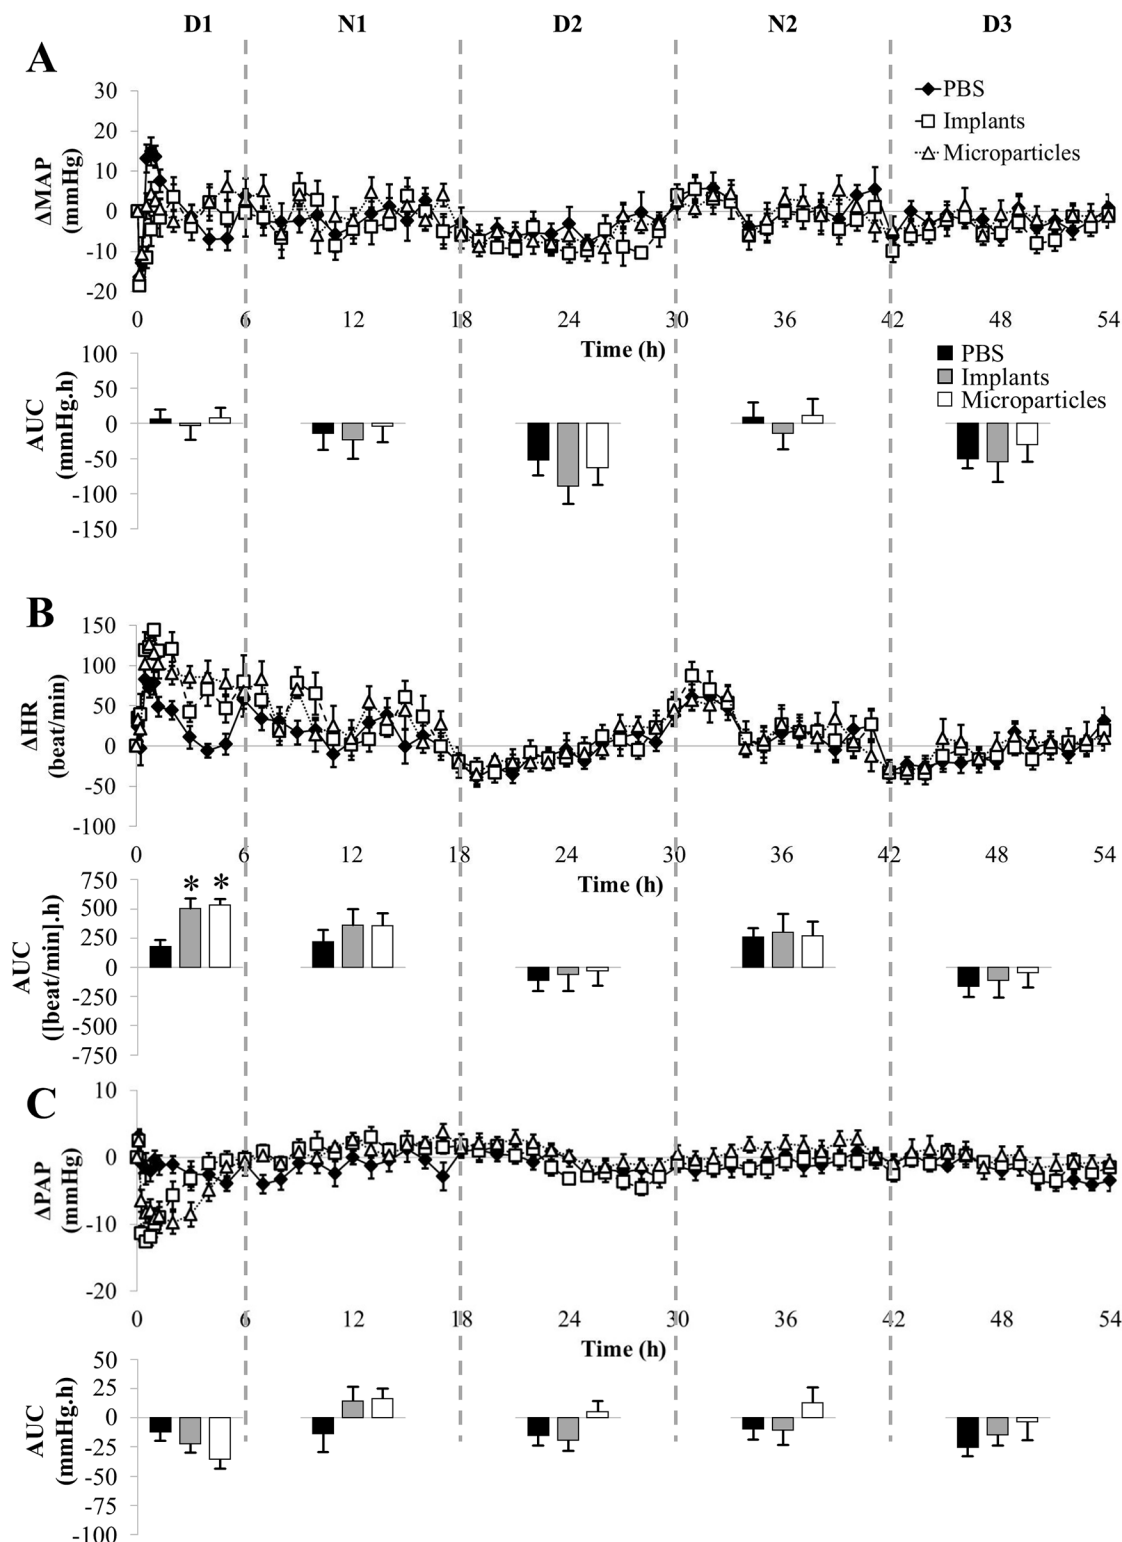 D1 N1 D2 N2 D3
A
30
20
10
0
-10
-20
ΔMAP
(mmHg)
PBS
Implants
Microparticles
0 6 12 18 24 30 36 42 48 54
Time (h)
100
50
0
-50
-100
-150
AUC
(mmHg.h)
PBS
Implants
Microparticles
B
150
100
50
0
-50
-100
ΔHR
(beat/min)
0 6 12 18 24 30 36 42 48 54
Time (h)
750
500
250
0
-250
-500
-750
AUC
([beat/min].h)
* *
C
10
0
-10
-20
ΔPAP
(mmHg)
0 6 12 18 24 30 36 42 48 54
Time (h)
50
25
0
-25
-50
-75
-100
AUC
(mmHg.h)